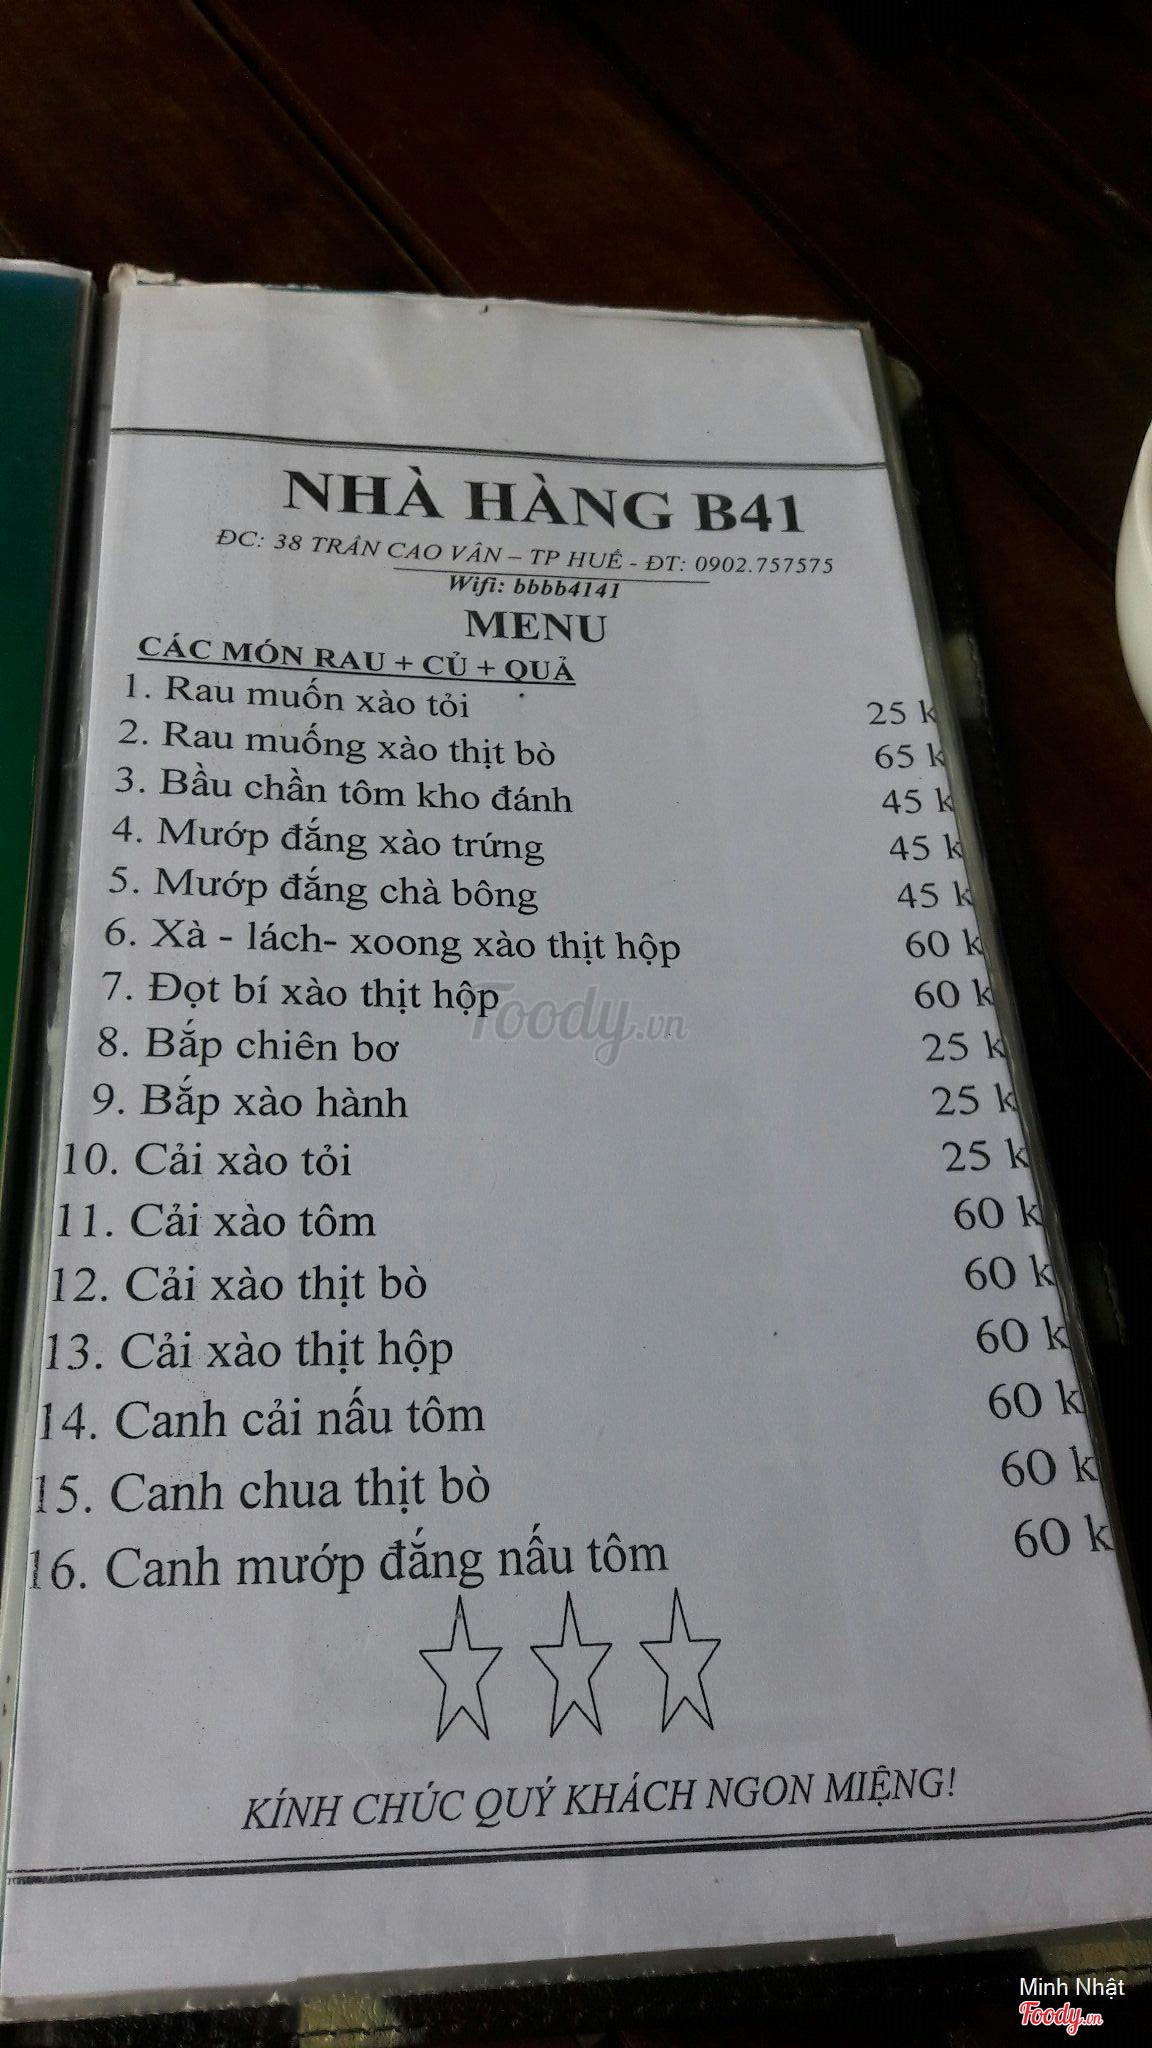 NHÀ HÀNG B41
ĐC: 38 TRẦN CAO VÂN – TP HUẾ - ĐT: 0902.757575
Wifi: bbbb4141
MENU
CÁC MÓN RAU + CỦ + QUẢ
1. Rau muốn xào tỏi 25 k
2. Rau muống xào thịt bò 65 k
3. Bầu chần tôm kho đánh 45 k
4. Mướp đắng xào trứng 45 k
5. Mướp đắng chà bông 45 k
6. Xà - lách- xoong xào thịt hộp 60 k
7. Đọt bí xào thịt hộp 60 k
8. Bắp chiên bơ 25 k
9. Bắp xào hành 25 k
10. Cải xào tỏi 25 k
11. Cải xào tôm 60 k
12. Cải xào thịt bò 60 k
13. Cải xào thịt hộp 60 k
14. Canh cải nấu tôm 60 k
15. Canh chua thịt bò 60 k
16. Canh mướp đắng nấu tôm 60 k
KÍNH CHÚC QUÝ KHÁCH NGON MIỆNG!
Foody.vn
Minh Nhật
Foody.vn